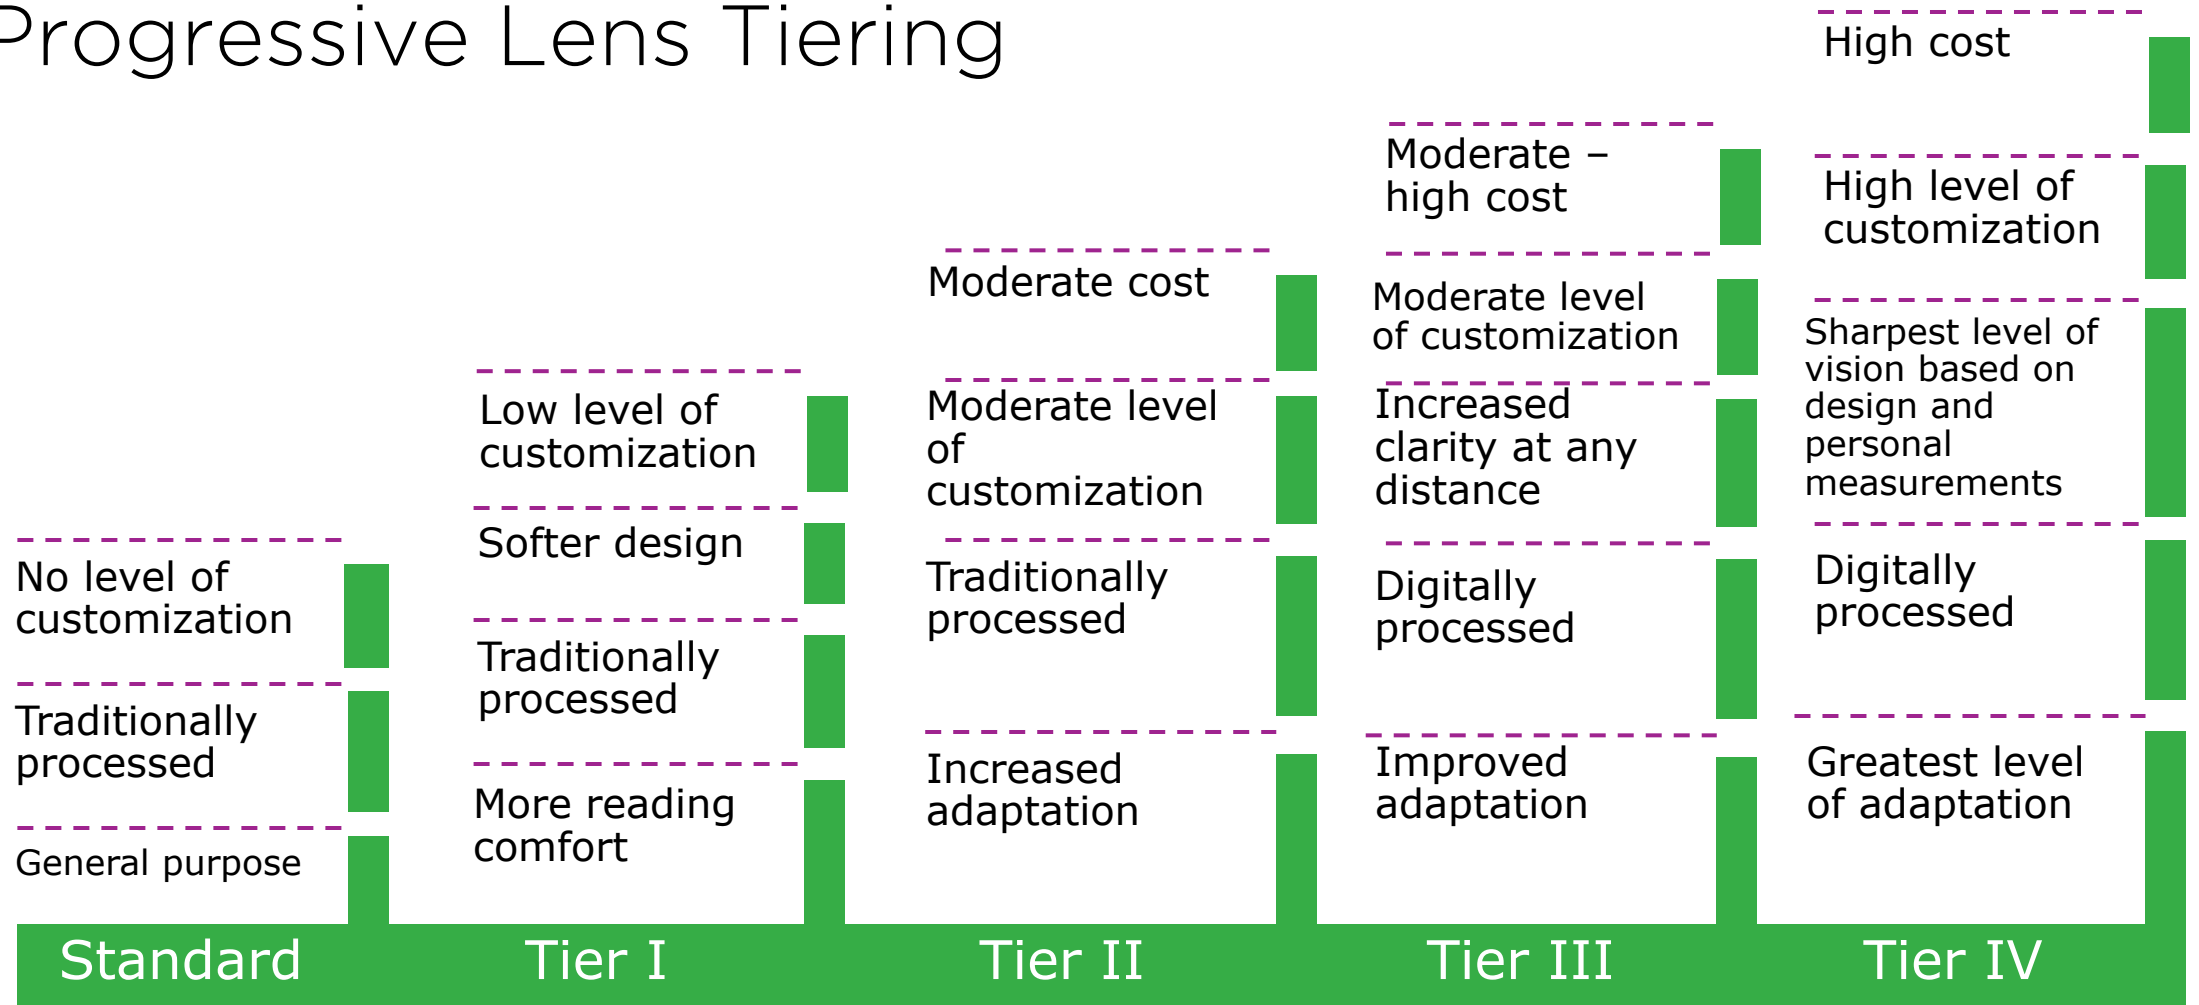 Progressive Lens Tiering
No level of
customization
Traditionally
processed
General purpose
Standard
Low level of
customization
Softer design
Traditionally
processed
More reading
comfort
Tier I
Moderate cost
Moderate level
of
customization
Traditionally
processed
Increased
adaptation
Tier II
Moderate –
high cost
Moderate level
of customization
Increased
clarity at any
distance
Digitally
processed
Improved
adaptation
Tier III
High cost
High level of
customization
Sharpest level of
vision based on
design and
personal
measurements
Digitally
processed
Greatest level
of adaptation
Tier IV